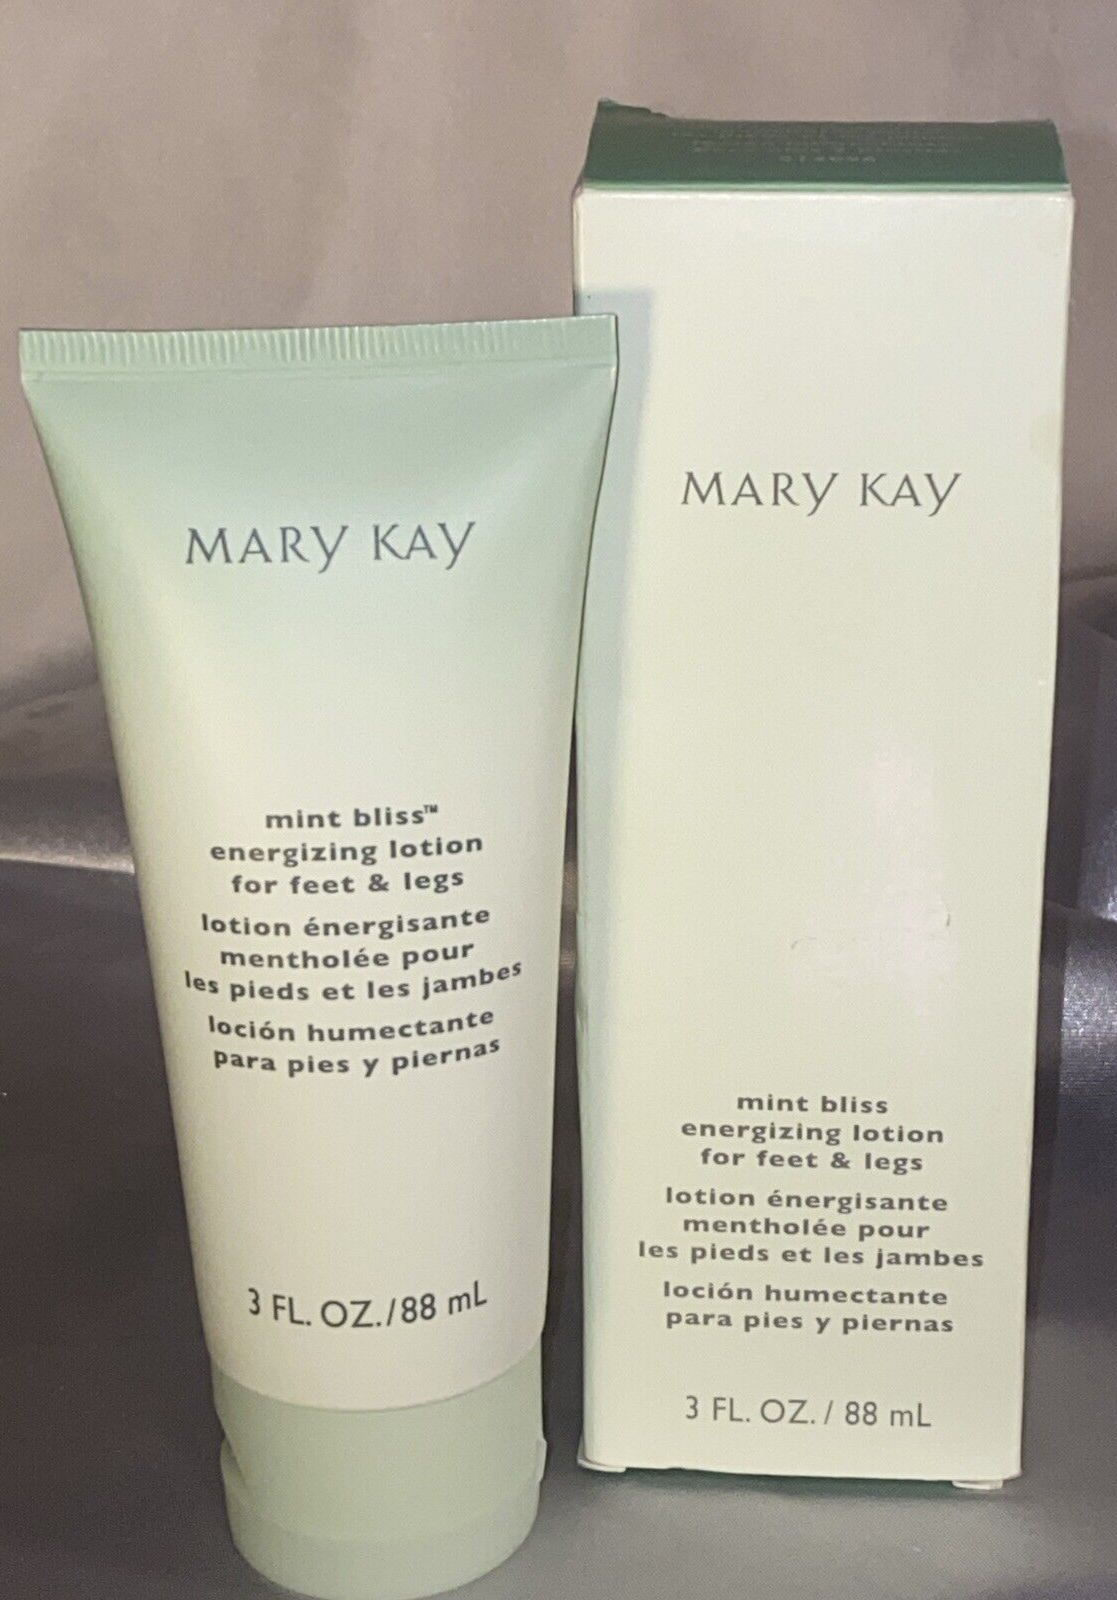 MARY KAY
mint bliss™
energizing lotion
for feet & legs
lotion énergisante
mentholée pour
les pieds et les jambes
loción humectante
para pies y piernas
3 FL. OZ./88 mL
MARY KAY
mint bliss
energizing lotion
for feet & legs
lotion énergisante
mentholée pour
les pieds et les jambes
loción humectante
para pies y piernas
3 FL. OZ. / 88 mL